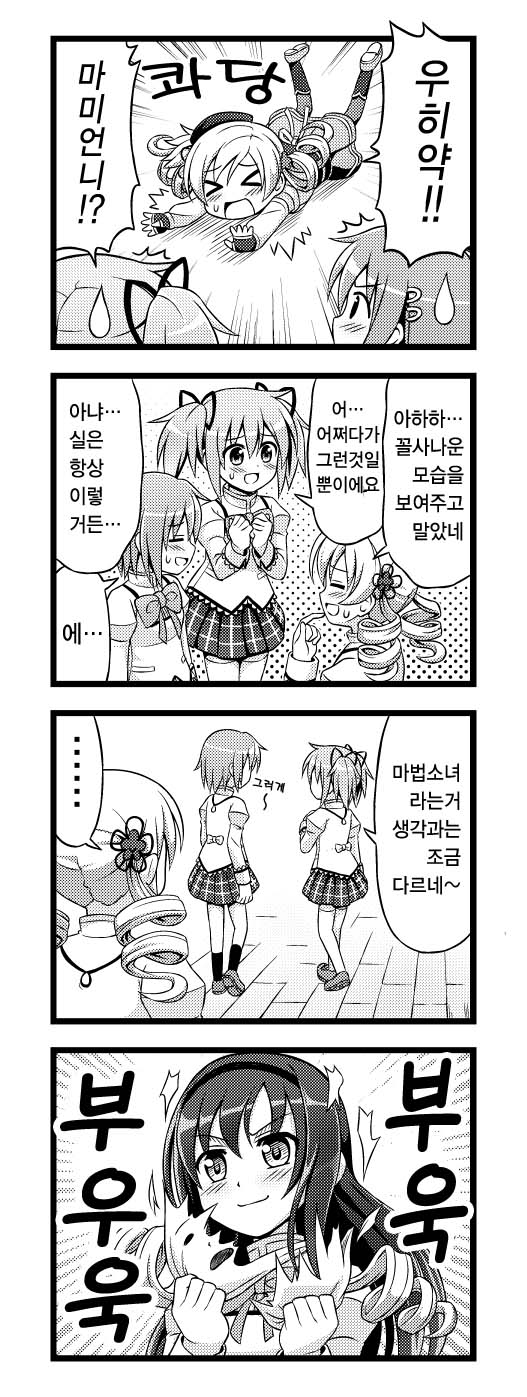 우히약!!
콰당
마미언니!?
아하하…
꼴사나운
모습을
보여주고
말았네
어…
어쩌다가
그런것일
뿐이에요
아냐…
실은
항상
이렇
거든…
에…
마법소녀
라는거
생각과는
조금
다르네~
그러게~
……
부욱
부우욱